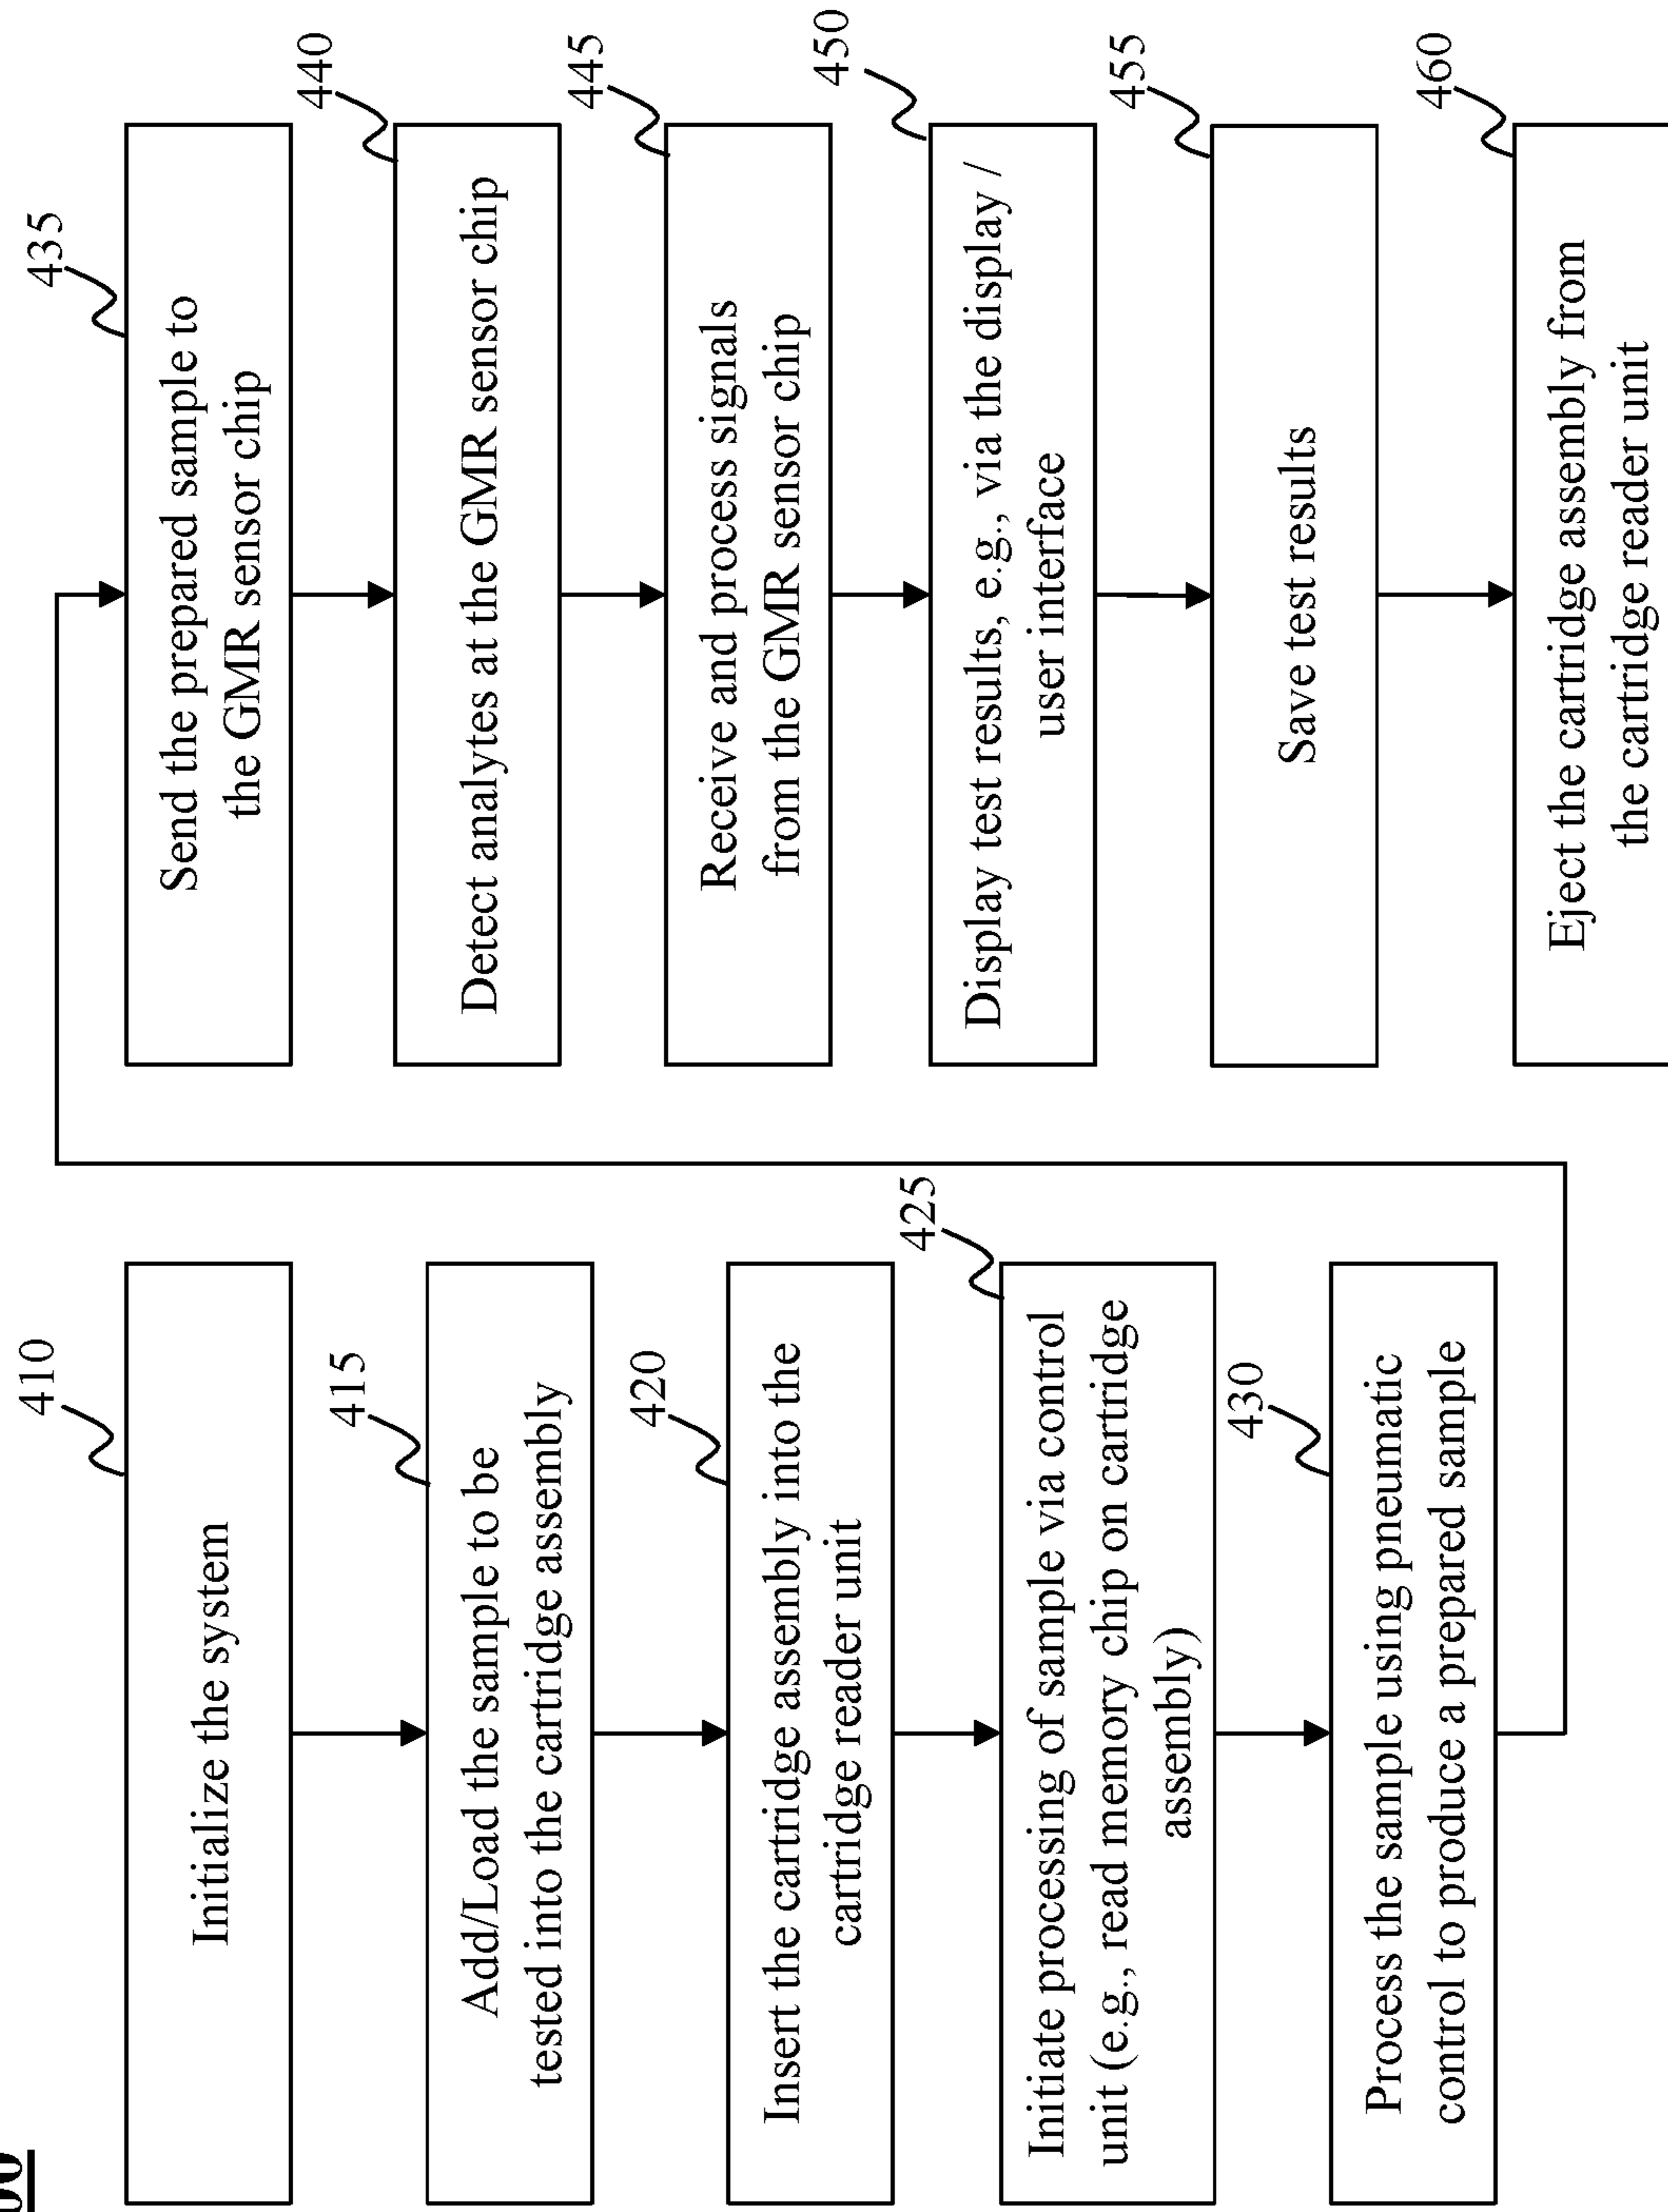 410
Initialize the system
415
Add/Load the sample to be
tested into the cartridge assembly
420
Insert the cartridge assembly into the
cartridge reader unit
425
Initiate processing of sample via control
unit (e.g., read memory chip on cartridge
assembly)
430
Process the sample using pneumatic
control to produce a prepared sample
435
Send the prepared sample to
the GMR sensor chip
440
Detect analytes at the GMR sensor chip
445
Receive and process signals
from the GMR sensor chip
450
Display test results, e.g., via the display /
user interface
455
Save test results
460
Eject the cartridge assembly from
the cartridge reader unit